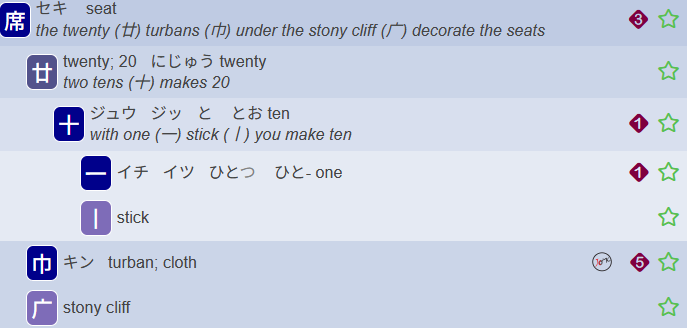 席 セキ seat 3
the twenty (廿) turbans (巾) under the stony cliff (广) decorate the seats
廿 twenty; 20 にじゅう twenty
two tens (十) makes 20
十 ジュウ ジッ と とお ten 1
with one (一) stick (丨) you make ten
一 イチ イツ ひとつ ひと- one 1
丨 stick
巾 キン turban; cloth 5
广 stony cliff